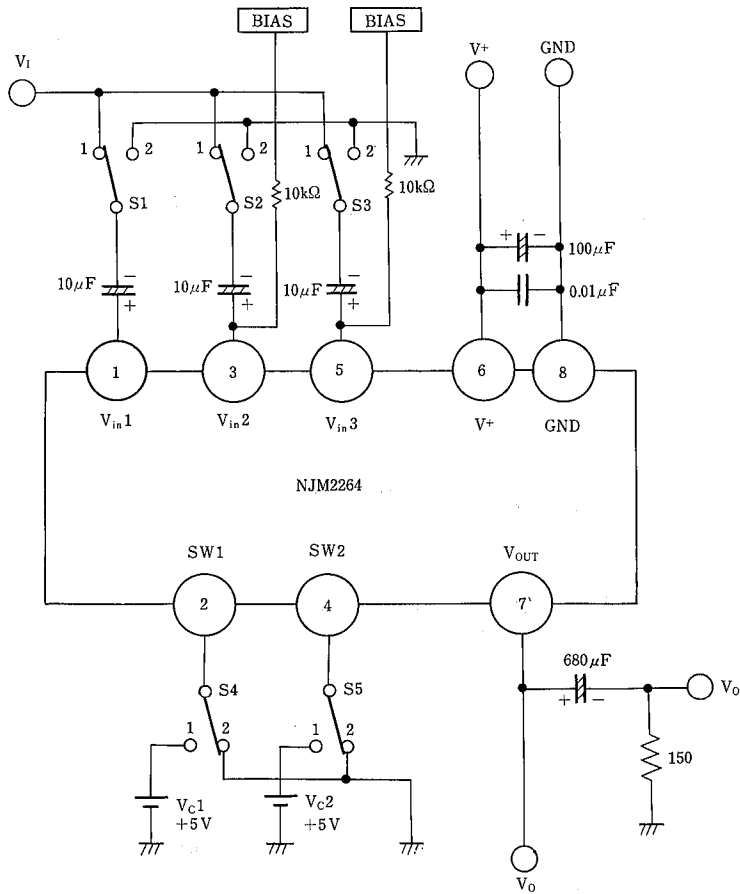 BIAS
BIAS
VI
V+
GND
1 2
1 2
1 2
S1
S2
10kΩ
S3
10kΩ
+ −
100μF
0.01μF
10μF − +
10μF − +
10μF − +
1
3
5
6
8
Vin1
Vin2
Vin3
V+
GND
NJM2264
SW1
SW2
VOUT
2
4
7
680μF
+ −
VO
S4
S5
1 2
1 2
150
VC1
+5V
VC2
+5V
VO